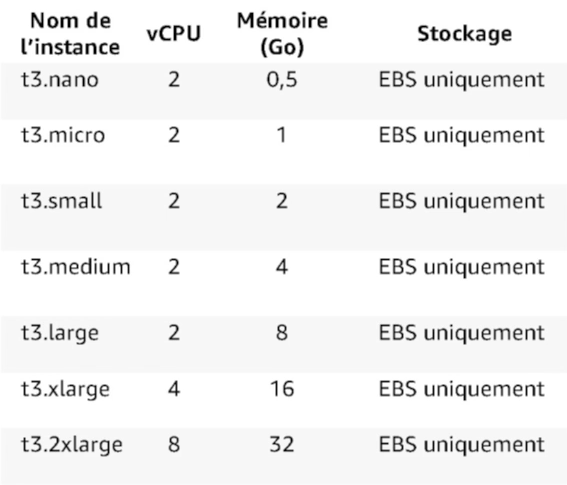 Nom de l’instance vCPU Mémoire (Go) Stockage
t3.nano 2 0,5 EBS uniquement
t3.micro 2 1 EBS uniquement
t3.small 2 2 EBS uniquement
t3.medium 2 4 EBS uniquement
t3.large 2 8 EBS uniquement
t3.xlarge 4 16 EBS uniquement
t3.2xlarge 8 32 EBS uniquement